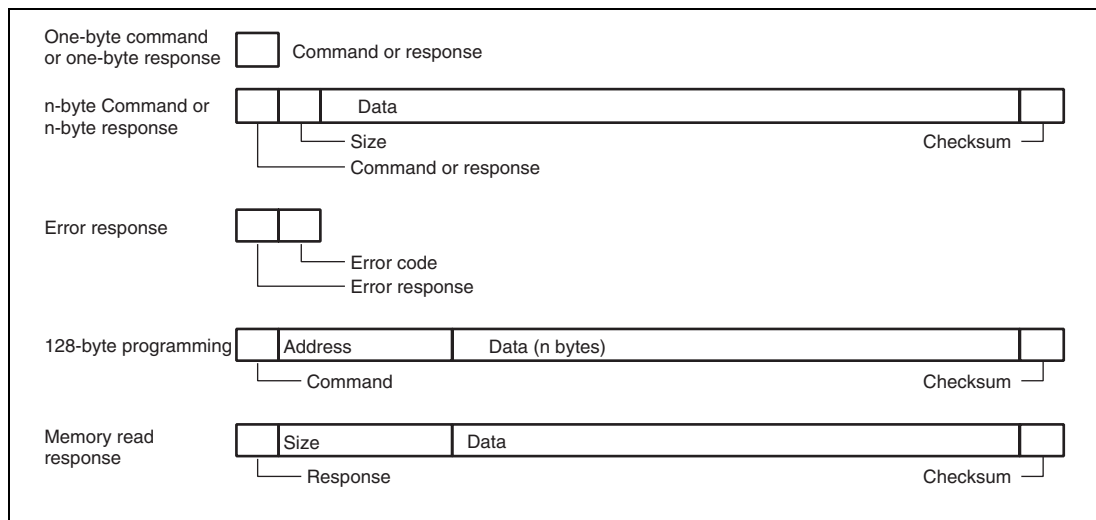 One-byte command
or one-byte response
Command or response
n-byte Command or
n-byte response
Data
Size
Checksum
Command or response
Error response
Error code
Error response
128-byte programming
Address
Data (n bytes)
Command
Checksum
Memory read
response
Size
Data
Response
Checksum